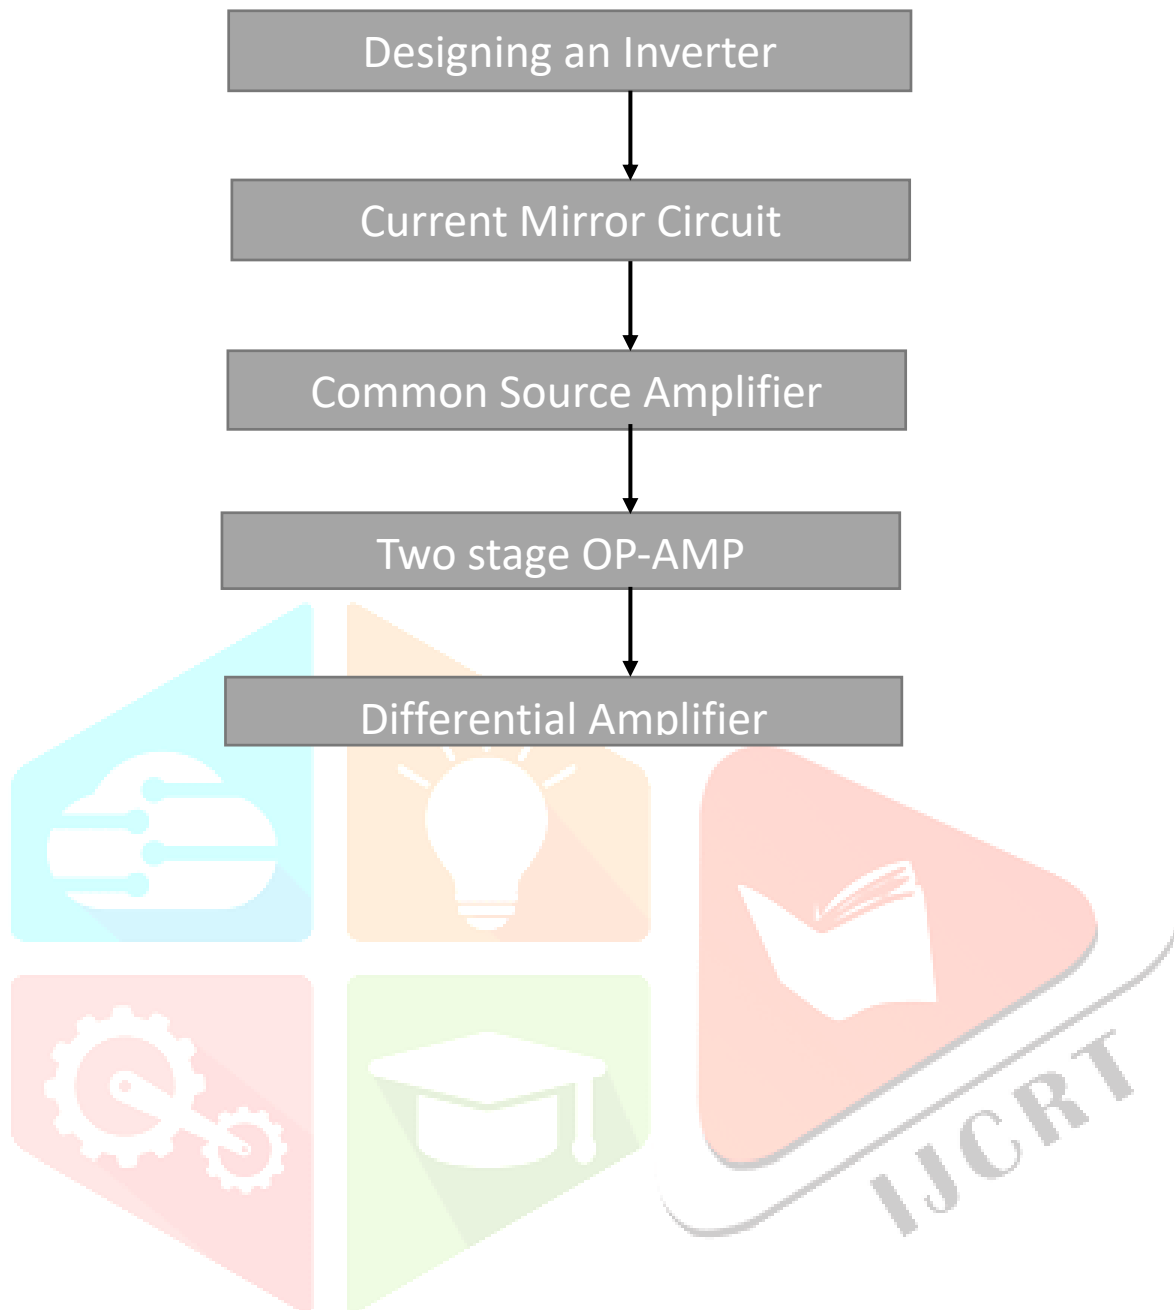 Designing an Inverter
Current Mirror Circuit
Common Source Amplifier
Two stage OP-AMP
Differential Amplifier
IJCRT